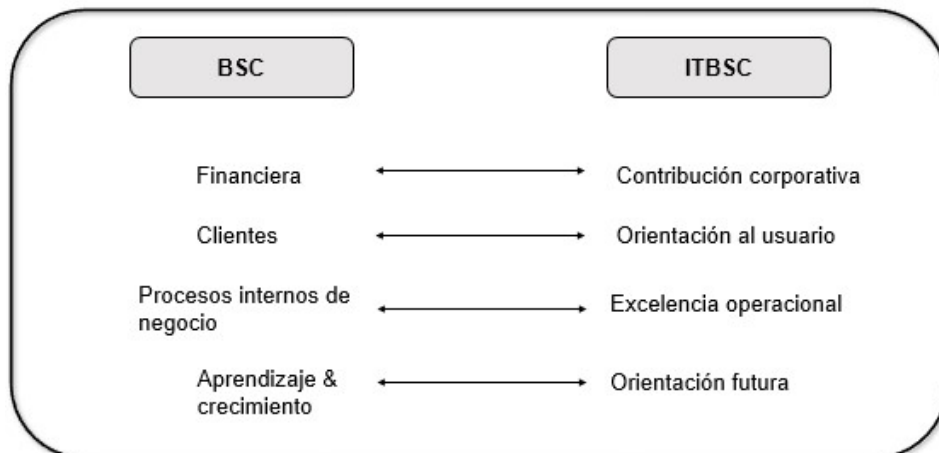 BSC
ITBSC
Financiera
Contribución corporativa
Clientes
Orientación al usuario
Procesos internos de
negocio
Excelencia operacional
Aprendizaje &
crecimiento
Orientación futura